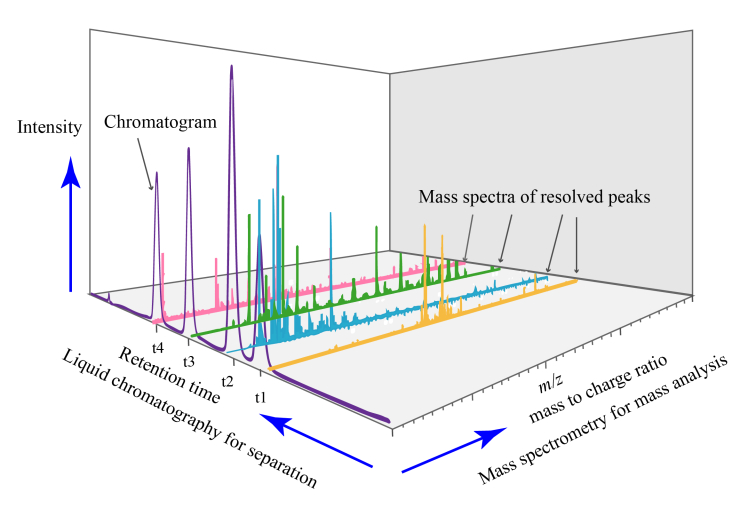 Intensity
Chromatogram
Mass spectra of resolved peaks
t4
t3
t2
t1
Retention time
Liquid chromatography for separation
m/z
mass to charge ratio
Mass spectrometry for mass analysis